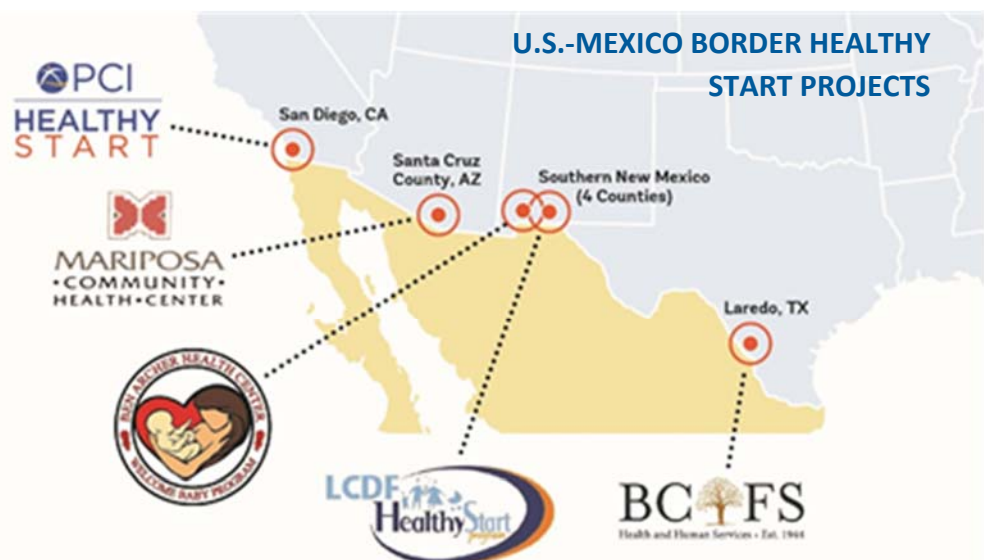 U.S.-MEXICO BORDER HEALTHY
START PROJECTS
PCI
HEALTHY
START
San Diego, CA
Santa Cruz
County, AZ
Southern New Mexico
(4 Counties)
MARIPOSA
•COMMUNITY•
HEALTH•CENTER
Laredo, TX
BEN ARCHER HEALTH CENTER
WELCOME BABY PROGRAM
LCDF
HealthyStart
program
BCFS
Health and Human Services • Est. 1944